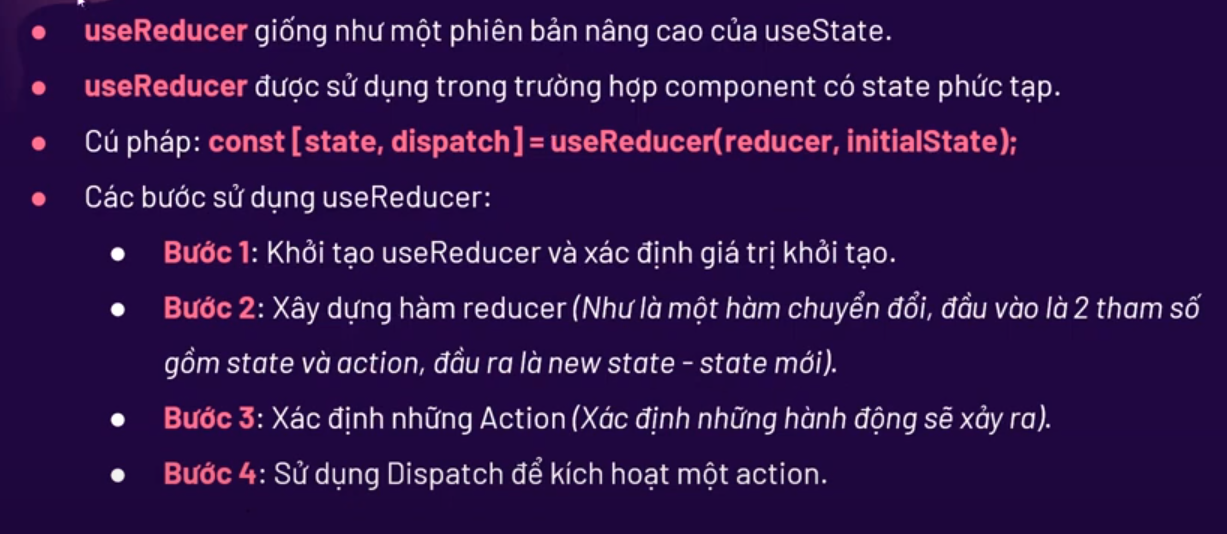 useReducer giống như một phiên bản nâng cao của useState.
useReducer được sử dụng trong trường hợp component có state phức tạp.
Cú pháp: const [state, dispatch] = useReducer(reducer, initialState);
Các bước sử dụng useReducer:
Bước 1: Khởi tạo useReducer và xác định giá trị khởi tạo.
Bước 2: Xây dựng hàm reducer (Như là một hàm chuyển đổi, đầu vào là 2 tham số
gồm state và action, đầu ra là new state - state mới).
Bước 3: Xác định những Action (Xác định những hành động sẽ xảy ra).
Bước 4: Sử dụng Dispatch để kích hoạt một action.